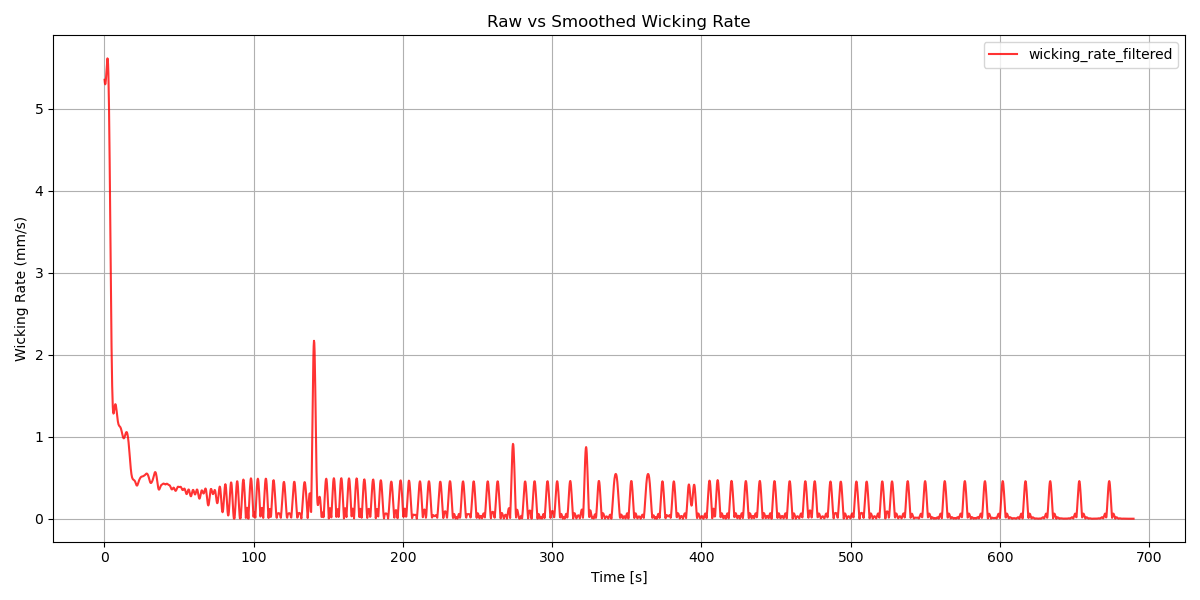 Raw vs Smoothed Wicking Rate
wicking_rate_filtered
Wicking Rate (mm/s)
5
4
3
2
1
0
0 100 200 300 400 500 600 700
Time [s]